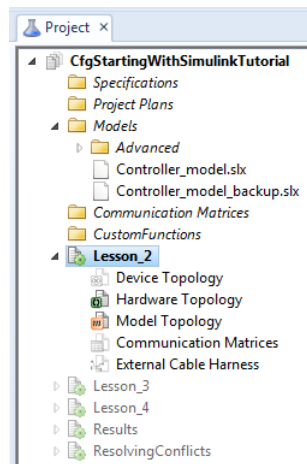 Project
CfgStartingWithSimulinkTutorial
Specifications
Project Plans
Models
Advanced
Controller_model.slx
Controller_model_backup.slx
Communication Matrices
CustomFunctions
Lesson_2
Device Topology
Hardware Topology
Model Topology
Communication Matrices
External Cable Harness
Lesson_3
Lesson_4
Results
ResolvingConflicts